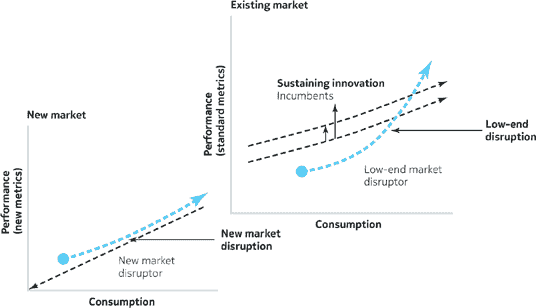 Existing market
Performance
(standard metrics)
Sustaining innovation
Incumbents
Low-end
disruption
Low-end market
disruptor
Consumption
New market
Performance
(new metrics)
New market
disruption
New market
disruptor
Consumption